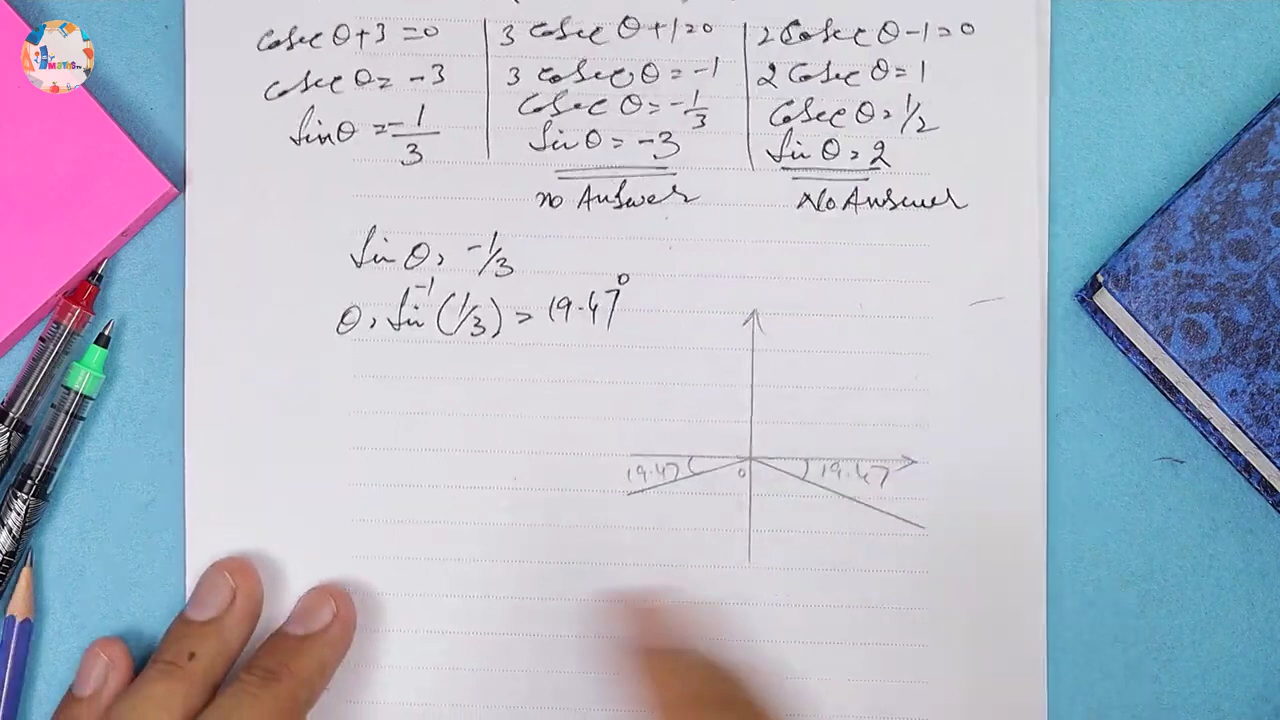 cosec θ + 3 = 0
cosec θ = -3
sin θ = -1/3
3 cosec θ + 1 = 0
3 cosec θ = -1
cosec θ = -1/3
sin θ = -3
no Answer
2 cosec θ - 1 = 0
2 cosec θ = 1
cosec θ = 1/2
sin θ = 2
No Answer
sin θ = -1/3
θ = sin⁻¹(1/3) = 19.47°
19.47
0
19.47